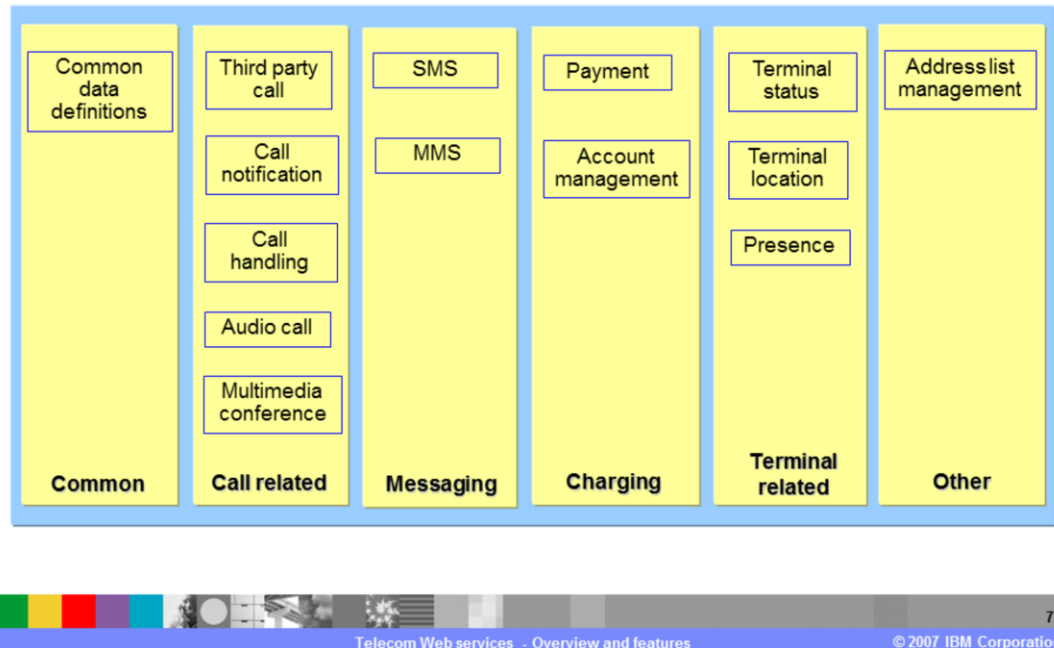 Common
data
definitions
Common
Third party
call
Call
notification
Call
handling
Audio call
Multimedia
conference
Call related
SMS
MMS
Messaging
Payment
Account
management
Charging
Terminal
status
Terminal
location
Presence
Terminal
related
Address list
management
Other
7
Telecom Web services - Overview and features
© 2007 IBM Corporatio